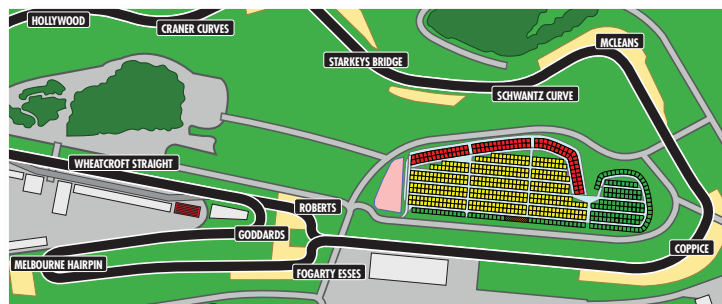 HOLLYWOOD
CRANER CURVES
MCLEANS
STARKEYS BRIDGE
SCHWANTZ CURVE
WHEATCROFT STRAIGHT
ROBERTS
GODDARDS
COPPICE
MELBOURNE HAIRPIN
FOGARTY ESSES